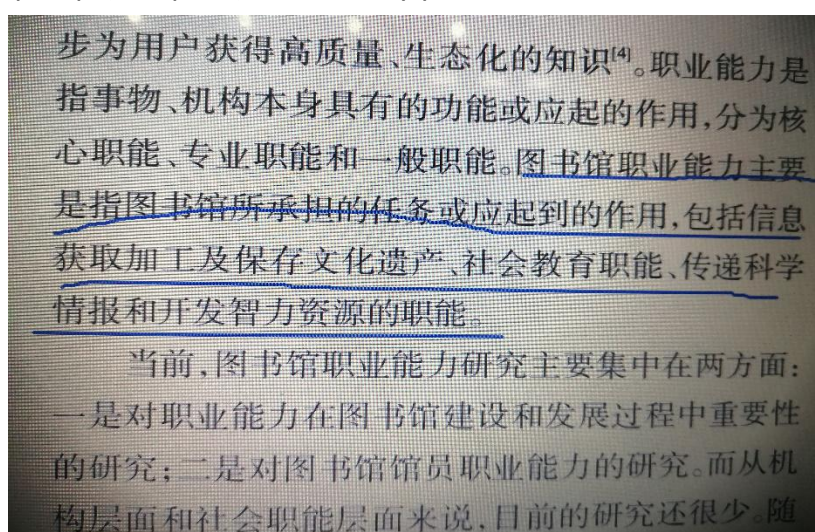 步为用户获得高质量、生态化的知识[4]。职业能力是
指事物、机构本身具有的功能或应起的作用,分为核
心职能、专业职能和一般职能。图书馆职业能力主要
是指图书馆所承担的任务或应起到的作用,包括信息
获取加工及保存文化遗产、社会教育职能、传递科学
情报和开发智力资源的职能。
当前,图书馆职业能力研究主要集中在两方面:
一是对职业能力在图书馆建设和发展过程中重要性
的研究;二是对图书馆馆员职业能力的研究。而从机
构层面和社会职能层面来说,目前的研究还很少。随